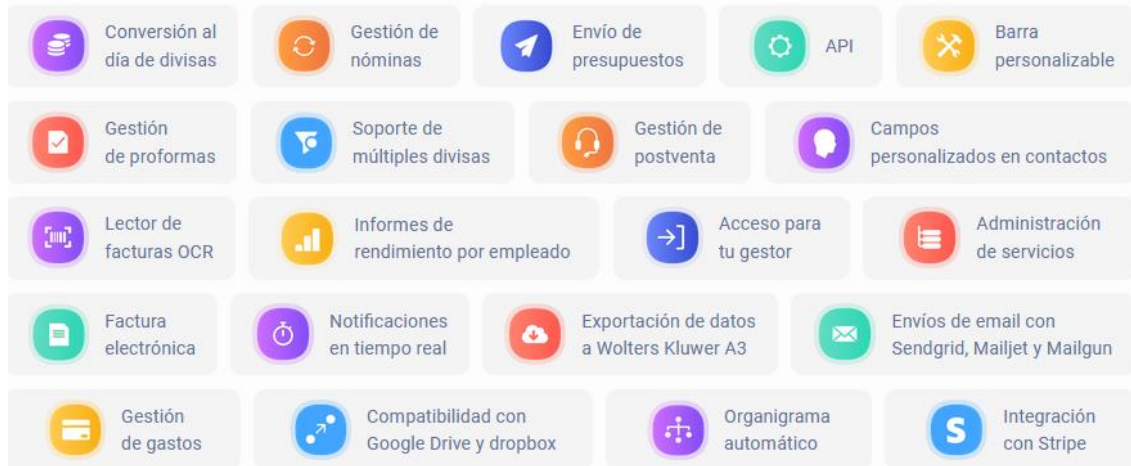 Conversión al
día de divisas
Gestión de
nóminas
Envío de
presupuestos
API
Barra
personalizable
Gestión
de proformas
Soporte de
múltiples divisas
Gestión de
postventa
Campos
personalizados en contactos
Lector de
facturas OCR
Informes de
rendimiento por empleado
Acceso para
tu gestor
Administración
de servicios
Factura
electrónica
Notificaciones
en tiempo real
Exportación de datos
a Wolters Kluwer A3
Envíos de email con
Sendgrid, Mailjet y Mailgun
Gestión
de gastos
Compatibilidad con
Google Drive y dropbox
Organigrama
automático
S
Integración
con Stripe